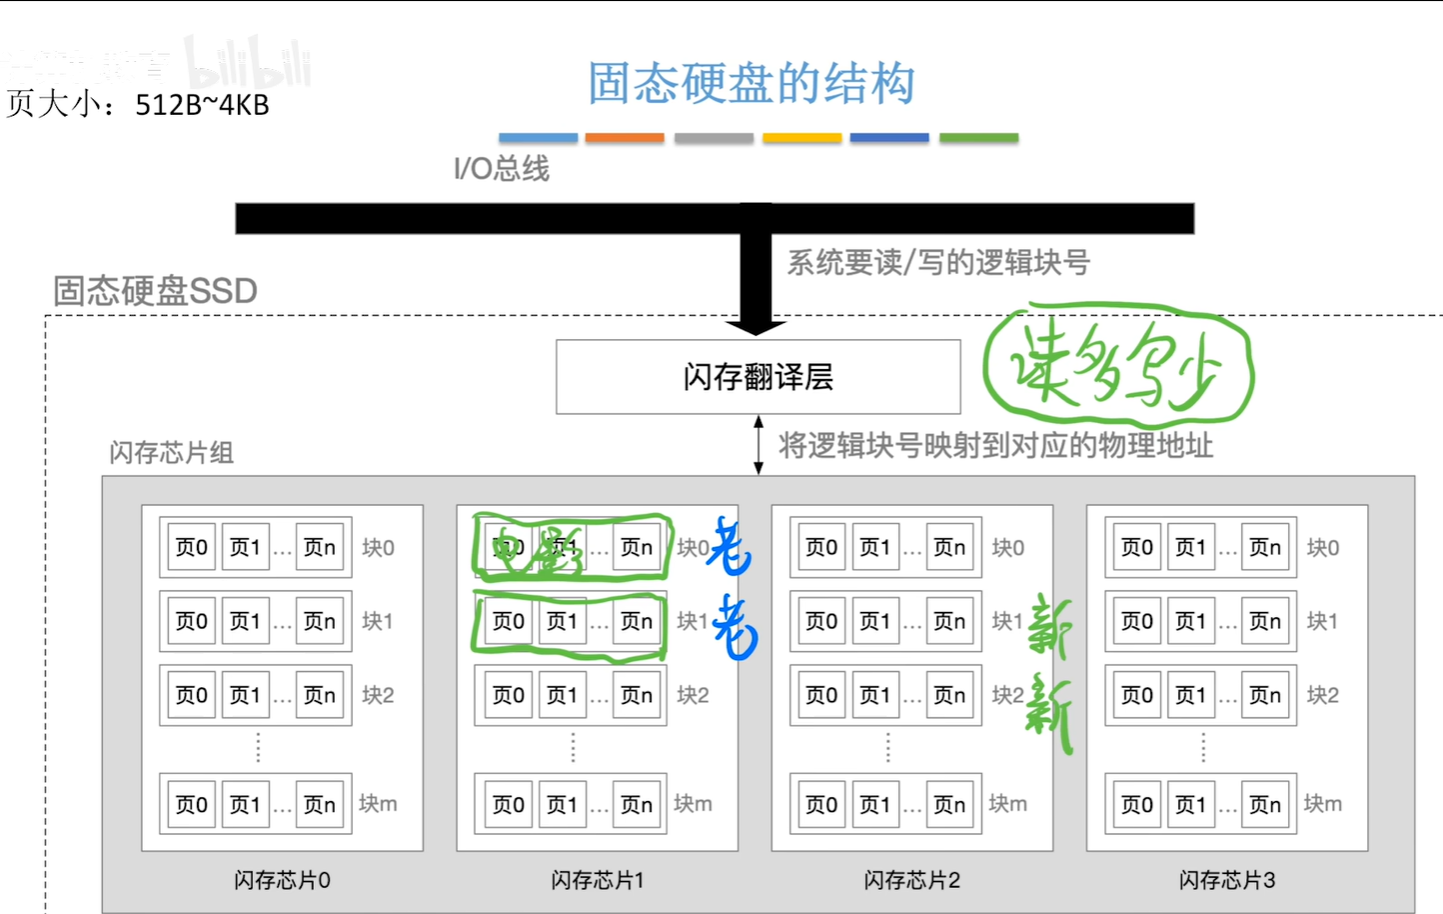 bilibili
页大小：512B~4KB
固态硬盘的结构
I/O总线
系统要读/写的逻辑块号
固态硬盘SSD
闪存翻译层
读多写少
将逻辑块号映射到对应的物理地址
闪存芯片组
页0 页1 … 页n 块0
电影 页0 页1 … 页n 块0 老
页0 页1 … 页n 块0
页0 页1 … 页n 块0
页0 页1 … 页n 块1
页0 页1 … 页n 块1 老
页0 页1 … 页n 块1 新
页0 页1 … 页n 块1
页0 页1 … 页n 块2
页0 页1 … 页n 块2
页0 页1 … 页n 块2 新
页0 页1 … 页n 块2
页0 页1 … 页n 块m
页0 页1 … 页n 块m
页0 页1 … 页n 块m
页0 页1 … 页n 块m
闪存芯片0
闪存芯片1
闪存芯片2
闪存芯片3